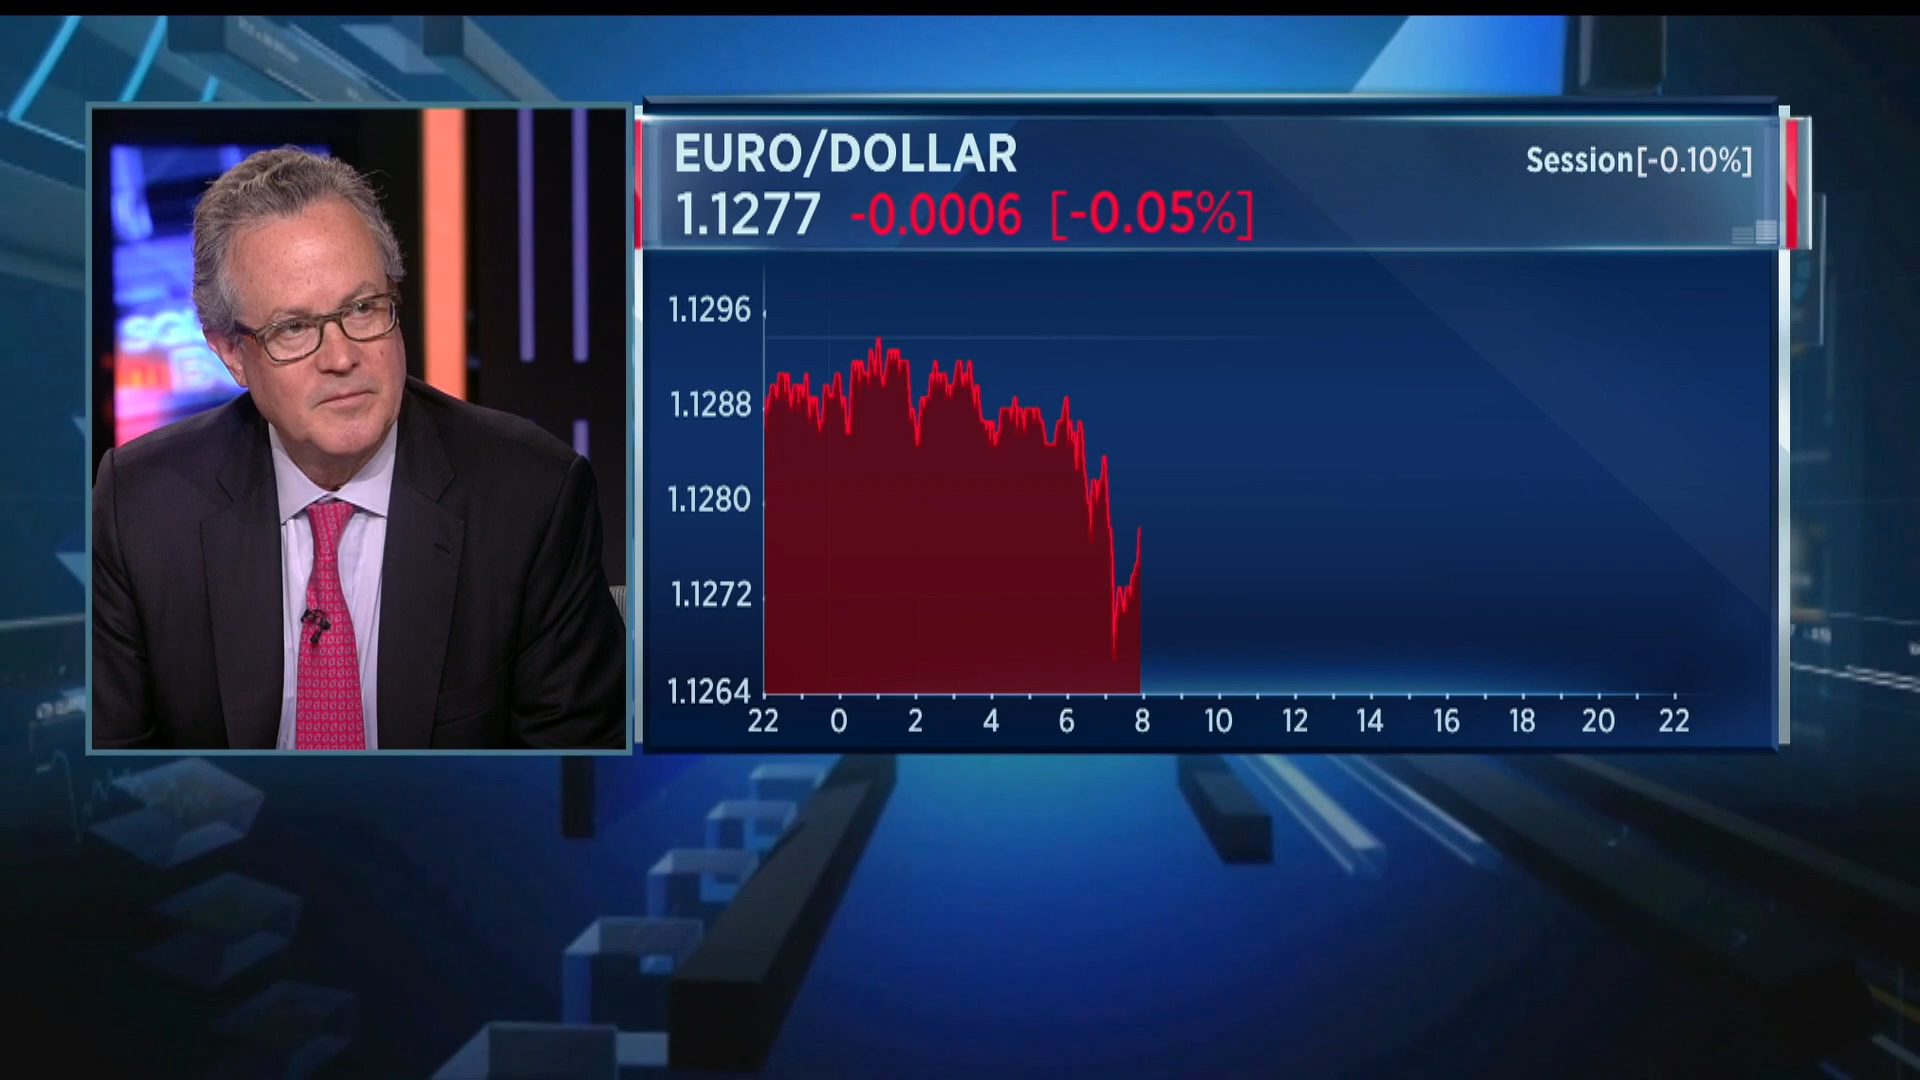 EURO/DOLLAR
Session[-0.10%]
1.1277 -0.0006 [-0.05%]
1.1296
1.1288
1.1280
1.1272
1.1264
22 0 2 4 6 8 10 12 14 16 18 20 22